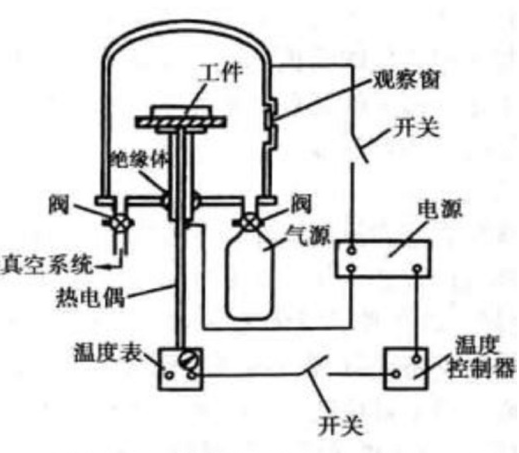 工件
观察窗
开关
绝缘体
阀
阀
电源
气源
真空系统
热电偶
温度表
温度
控制器
开关